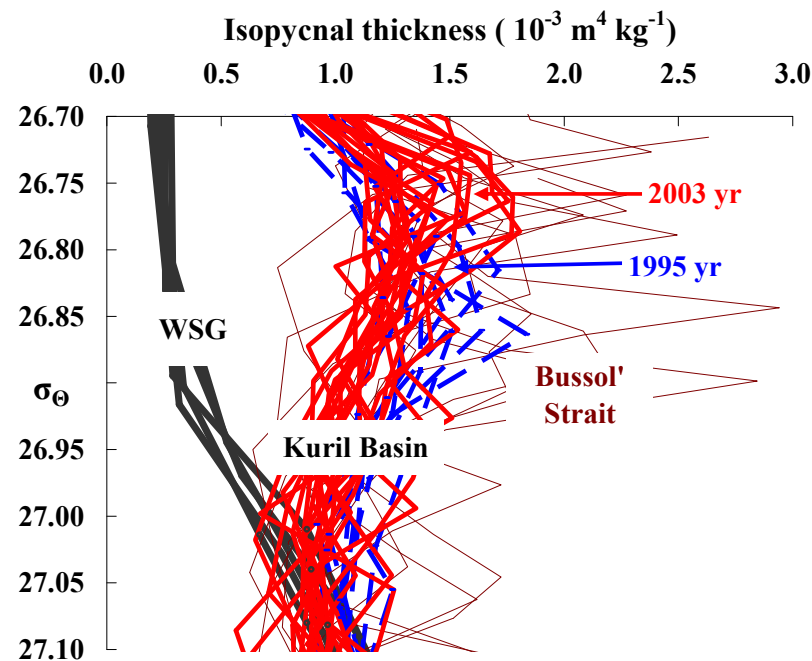 Isopycnal thickness ( 10⁻³ m⁴ kg⁻¹)
0.0 0.5 1.0 1.5 2.0 2.5 3.0
26.70
26.75
2003 yr
26.80
1995 yr
26.85
WSG
Bussol'
Strait
σΘ
26.95
Kuril Basin
27.00
27.05
27.10